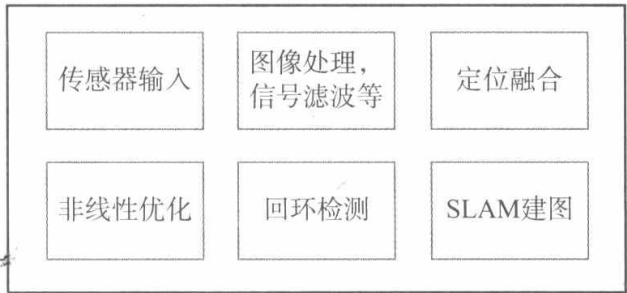 传感器输入
图像处理，
信号滤波等
定位融合
非线性优化
回环检测
SLAM建图